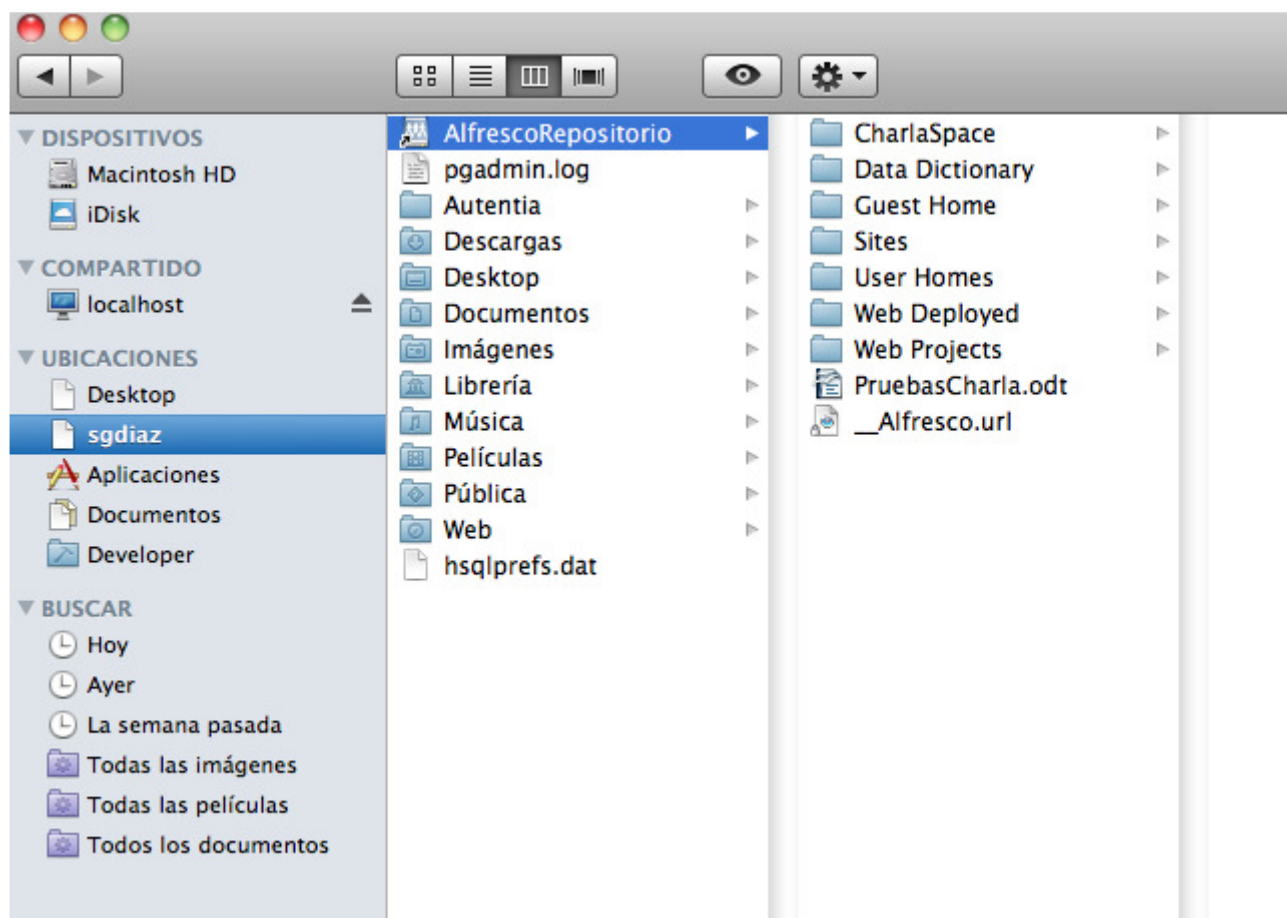 DISPOSITIVOS
Macintosh HD
iDisk
COMPARTIDO
localhost
UBICACIONES
Desktop
sgdiaz
Aplicaciones
Documentos
Developer
BUSCAR
Hoy
Ayer
La semana pasada
Todas las imágenes
Todas las películas
Todos los documentos
AlfrescoRepositorio
pgadmin.log
Autentia
Descargas
Desktop
Documentos
Imágenes
Librería
Música
Películas
Pública
Web
hsqlprefs.dat
CharlaSpace
Data Dictionary
Guest Home
Sites
User Homes
Web Deployed
Web Projects
PruebasCharla.odt
__Alfresco.url